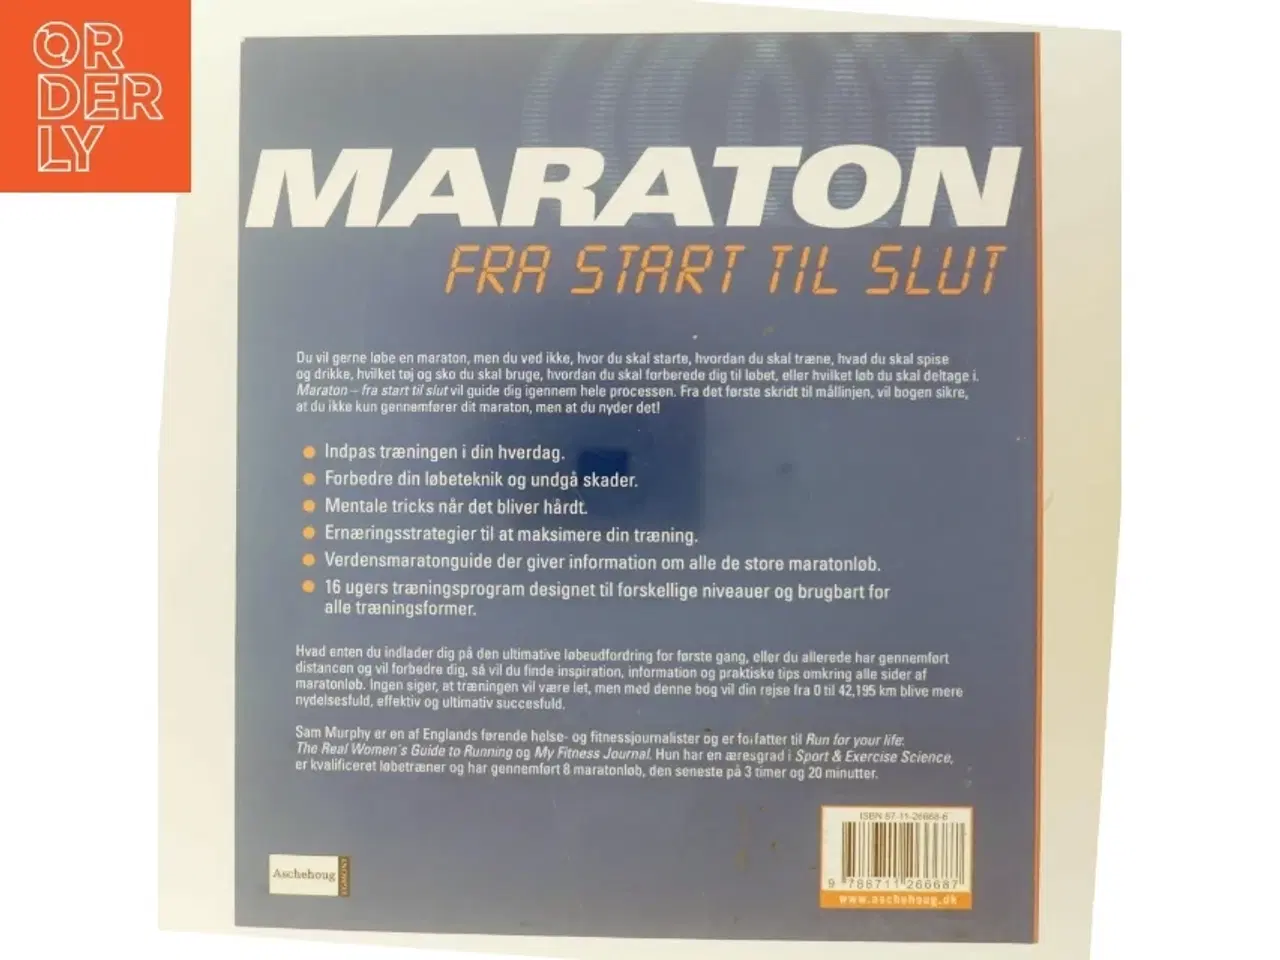 ORDERLY
MARATON
FRA START TIL SLUT
Du vil gerne løbe en maraton, men du ved ikke, hvor du skal starte, hvordan du skal træne, hvad du skal spise
og drikke, hvilket tøj og sko du skal bruge, hvordan du skal forberede dig til løbet, eller hvilket løb du skal deltage i.
Maraton – fra start til slut vil guide dig igennem hele processen. Fra det første skridt til mållinjen, vil bogen sikre,
at du ikke kun gennemfører dit maraton, men at du nyder det!
Indpas træningen i din hverdag.
Forbedre din løbeteknik og undgå skader.
Mentale tricks når det bliver hårdt.
Ernæringsstrategier til at maksimere din træning.
Verdensmaratonguide der giver information om alle de store maratonløb.
16 ugers træningsprogram designet til forskellige niveauer og brugbart for
alle træningsformer.
Hvad enten du indlader dig på den ultimative løbeudfordring for første gang, eller du allerede har gennemført
distancen og vil forbedre dig, så vil du finde inspiration, information og praktiske tips omkring alle sider af
maratonløb. Ingen siger, at træningen vil være let, men med denne bog vil din rejse fra 0 til 42,195 km blive mere
nydelsesfuld, effektiv og ultimativ succesfuld.
Sam Murphy er en af Englands førende helse- og fitnessjournalister og er forfatter til Run for your life:
The Real Women's Guide to Running og My Fitness Journal. Hun har en æresgrad i Sport & Exercise Science,
er kvalificeret løbetræner og har gennemført 8 maratonløb, den seneste på 3 timer og 20 minutter.
ISBN 87-11-26668-6
9 788711 266687
www.aschehoug.dk
Aschehoug
EGMONT